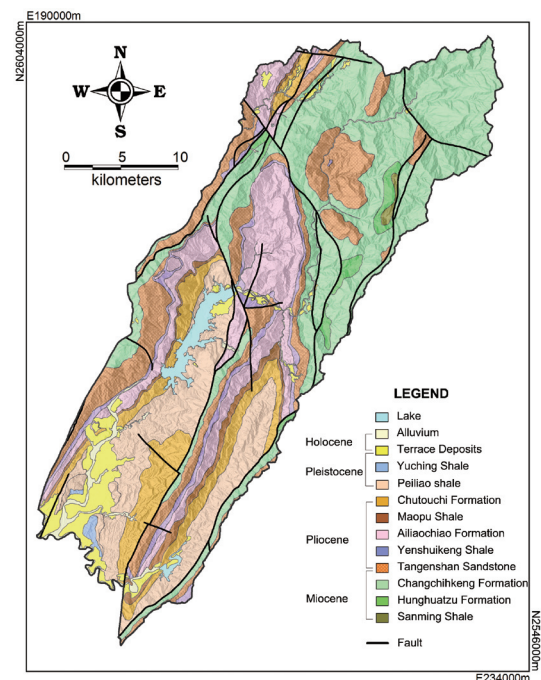 E190000m
N2604000m
N
W E
S
0 5 10
kilometers
LEGEND
Lake
Holocene
Alluvium
Terrace Deposits
Pleistocene
Yuching Shale
Peiliao shale
Chutouchi Formation
Maopu Shale
Pliocene
Ailiaochiao Formation
Yenshuikeng Shale
Tangenshan Sandstone
Changchihkeng Formation
Miocene
Hunghuatzu Formation
Sanming Shale
Fault
N2546000m
E234000m